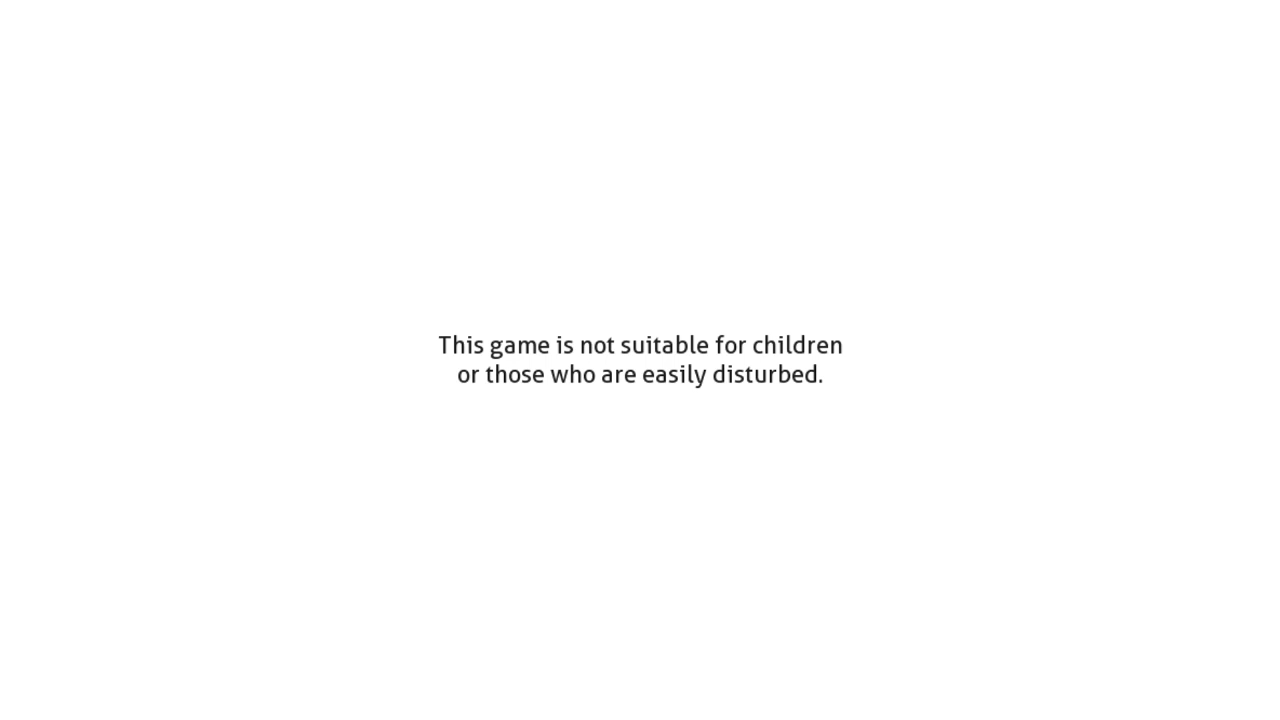 This game is not suitable for children
or those who are easily disturbed.